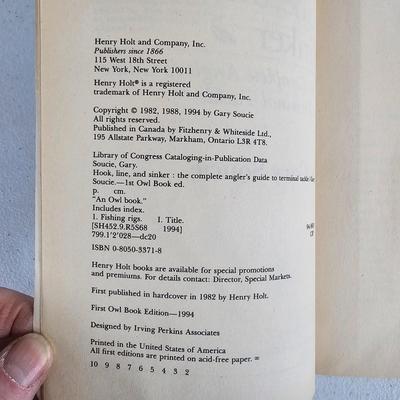 Henry Holt and Company, Inc.
Publishers since 1866
115 West 18th Street
New York, New York 10011
Henry Holt® is a registered
trademark of Henry Holt and Company, Inc.
Copyright © 1982, 1988, 1994 by Gary Soucie
All rights reserved.
Published in Canada by Fitzhenry & Whiteside Ltd.,
195 Allstate Parkway, Markham, Ontario L3R 4T8.
Library of Congress Cataloging-in-Publication Data
Soucie, Gary.
Hook, line, and sinker : the complete angler's guide to terminal tackle/
Soucie.—1st Owl Book ed.
p. cm.
"An Owl book."
Includes index.
1. Fishing rigs. I. Title.
[SH452.9.R5S68 1994]
799.1'2'028—dc20
ISBN 0-8050-3371-8
Henry Holt books are available for special promotions
and premiums. For details contact: Director, Special Markets.
First published in hardcover in 1982 by Henry Holt.
First Owl Book Edition—1994
Designed by Irving Perkins Associates
Printed in the United States of America
All first editions are printed on acid-free paper. ∞
10 9 8 7 6 5 4 3 2